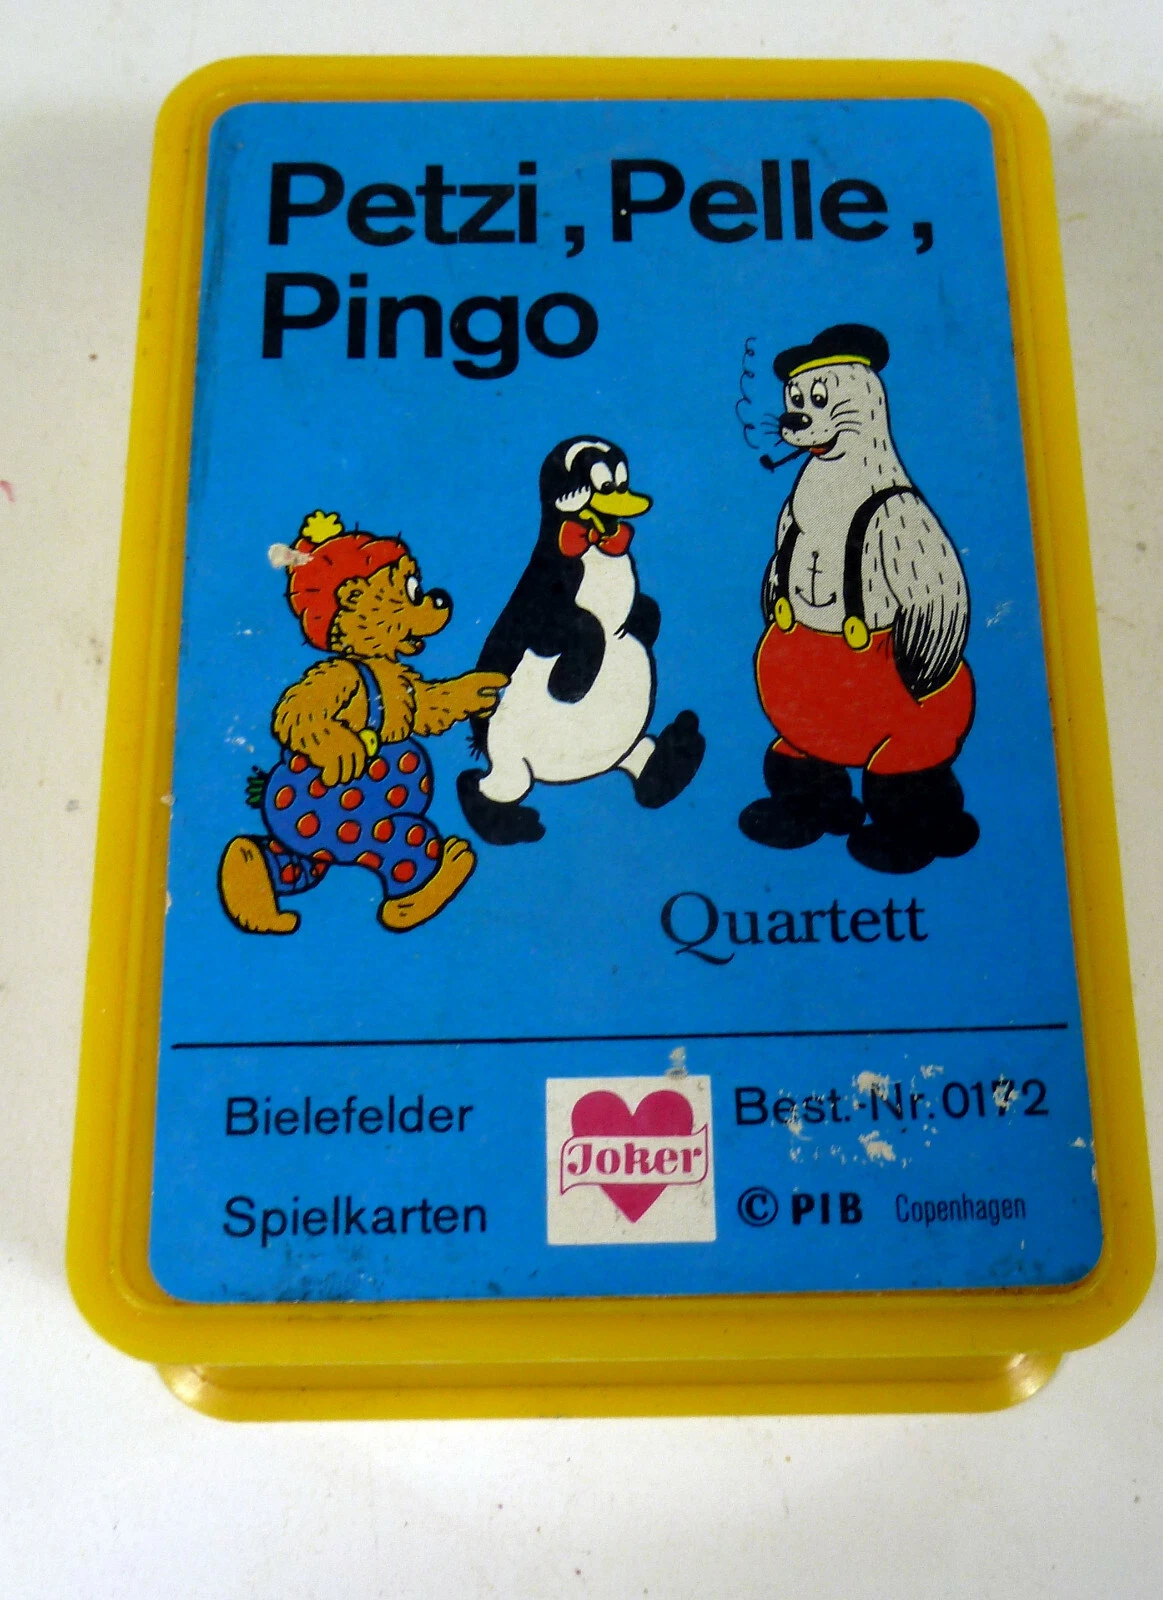 Petzi, Pelle,
Pingo
Quartett
Bielefelder
Spielkarten
Joker
Best.-Nr. 0172
© PIB Copenhagen